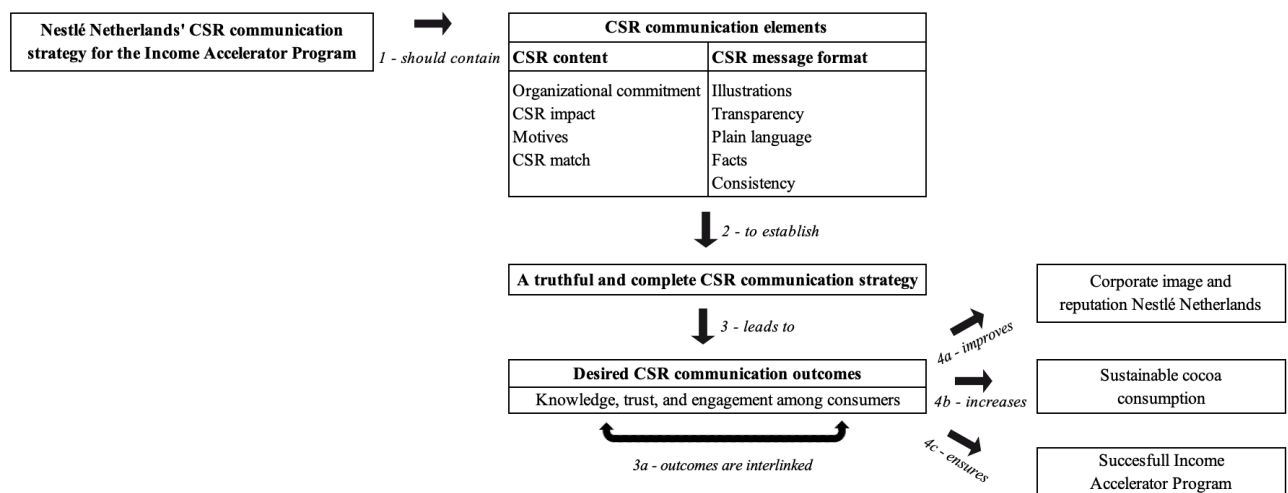 Nestlé Netherlands' CSR communication
strategy for the Income Accelerator Program
1 - should contain
CSR communication elements
CSR content
CSR message format
Organizational commitment
CSR impact
Motives
CSR match
Illustrations
Transparency
Plain language
Facts
Consistency
2 - to establish
A truthful and complete CSR communication strategy
3 - leads to
Desired CSR communication outcomes
Knowledge, trust, and engagement among consumers
3a - outcomes are interlinked
4a - improves
Corporate image and
reputation Nestlé Netherlands
4b - increases
Sustainable cocoa
consumption
4c - ensures
Succesfull Income
Accelerator Program